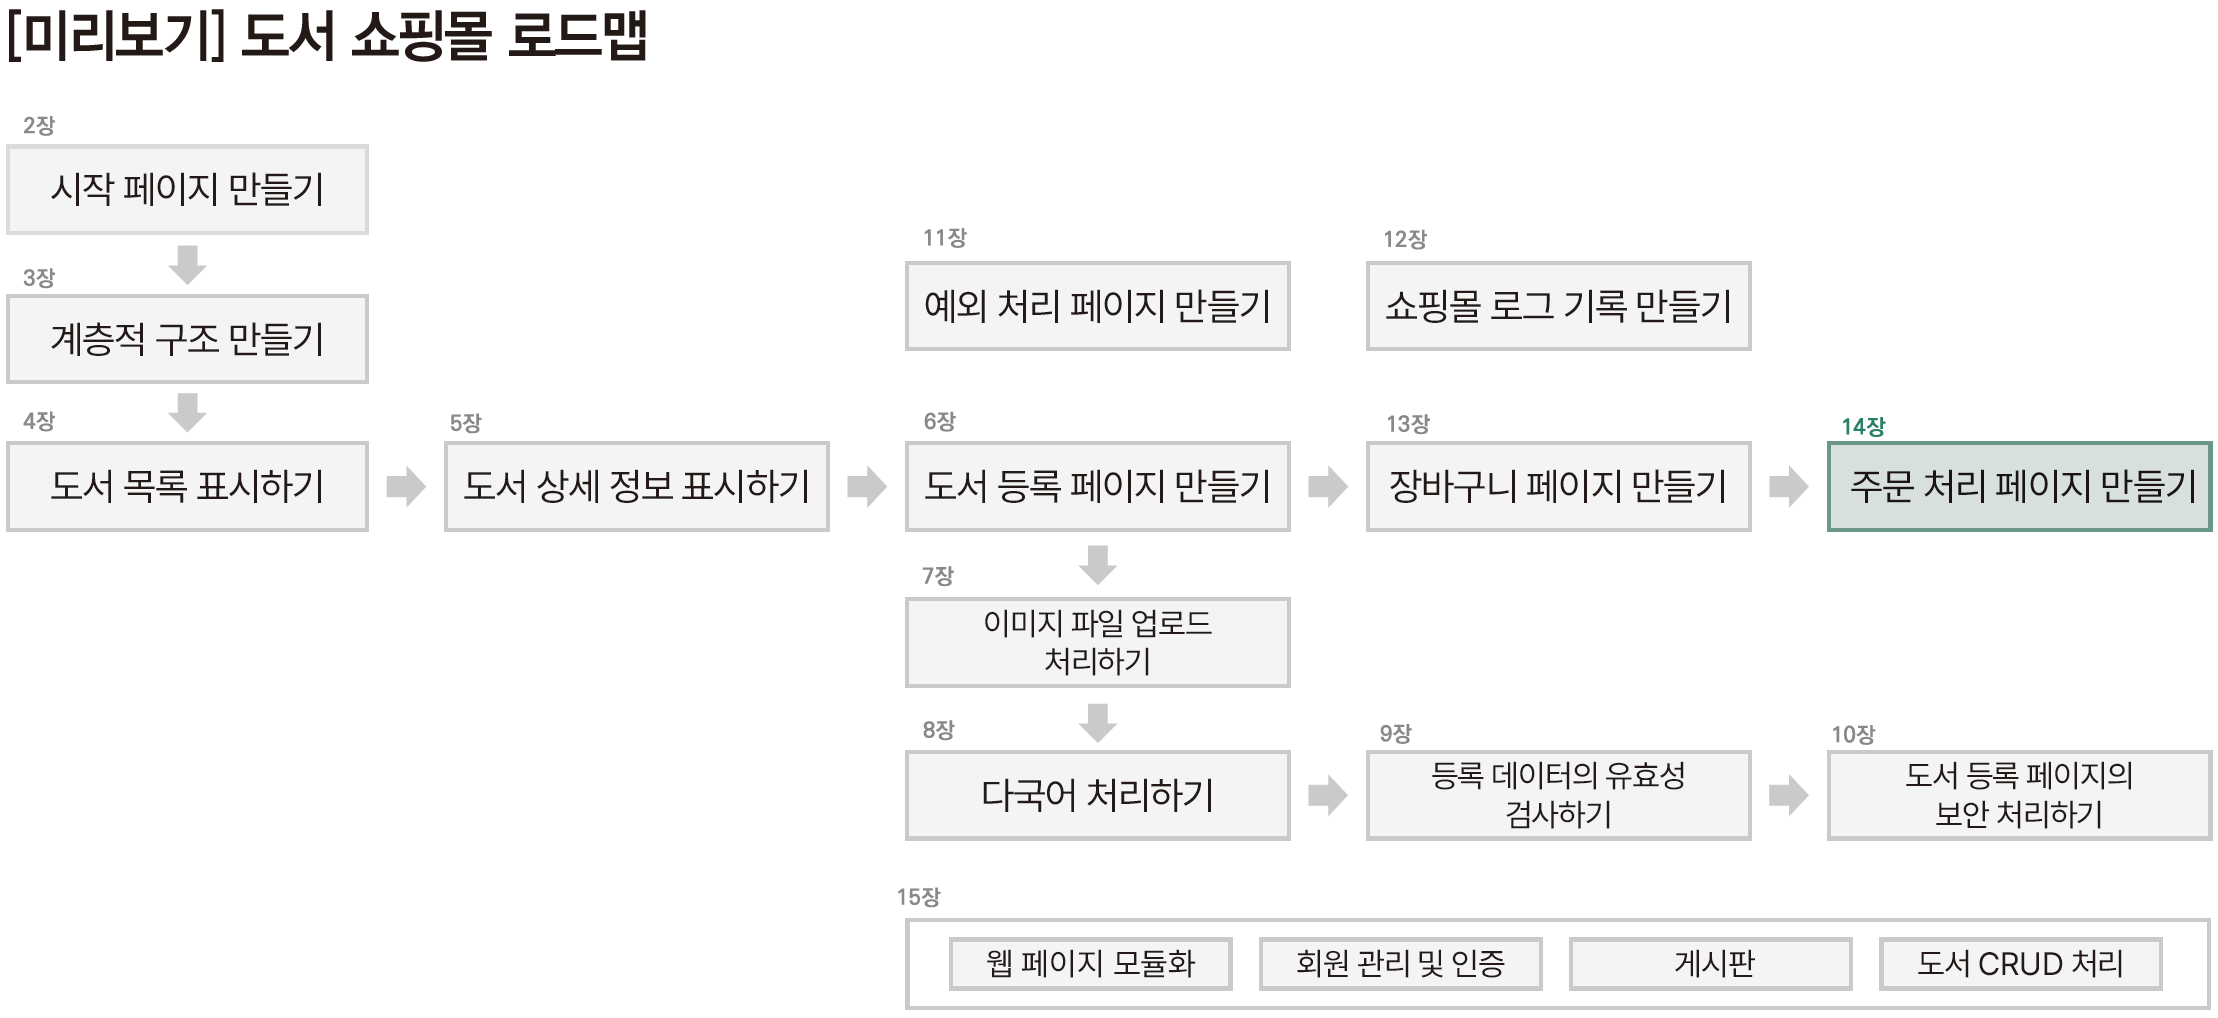 [미리보기] 도서 쇼핑몰 로드맵
2장
시작 페이지 만들기
3장
계층적 구조 만들기
11장
예외 처리 페이지 만들기
12장
쇼핑몰 로그 기록 만들기
4장
도서 목록 표시하기
5장
도서 상세 정보 표시하기
6장
도서 등록 페이지 만들기
13장
장바구니 페이지 만들기
14장
주문 처리 페이지 만들기
7장
이미지 파일 업로드
처리하기
8장
다국어 처리하기
9장
등록 데이터의 유효성
검사하기
10장
도서 등록 페이지의
보안 처리하기
15장
웹 페이지 모듈화
회원 관리 및 인증
게시판
도서 CRUD 처리